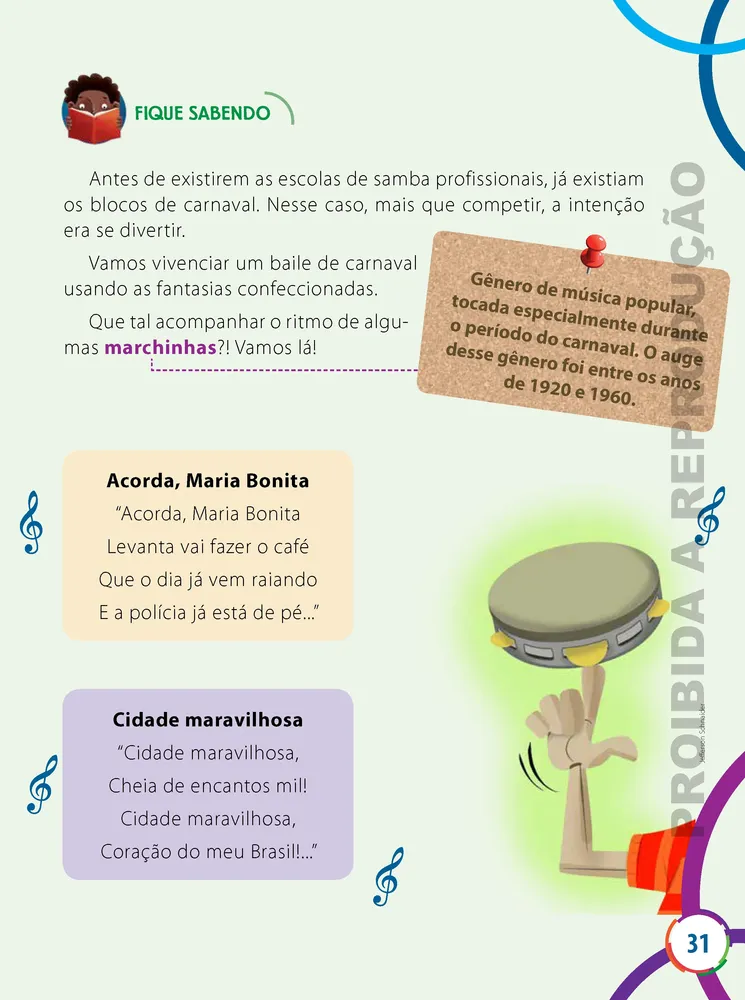 FIQUE SABENDO
Antes de existirem as escolas de samba profissionais, já existiam
os blocos de carnaval. Nesse caso, mais que competir, a intenção
era se divertir.
Vamos vivenciar um baile de carnaval
usando as fantasias confeccionadas.
Que tal acompanhar o ritmo de algu-
mas marchinhas?! Vamos lá!
Gênero de música popular,
tocada especialmente durante
o período do carnaval. O auge
desse gênero foi entre os anos
de 1920 e 1960.
Acorda, Maria Bonita
“Acorda, Maria Bonita
Levanta vai fazer o café
Que o dia já vem raiando
E a polícia já está de pé...”
Cidade maravilhosa
“Cidade maravilhosa,
Cheia de encantos mil!
Cidade maravilhosa,
Coração do meu Brasil!...”
PROIBIDA A REPRODUÇÃO
Jefferson Schnaider
31